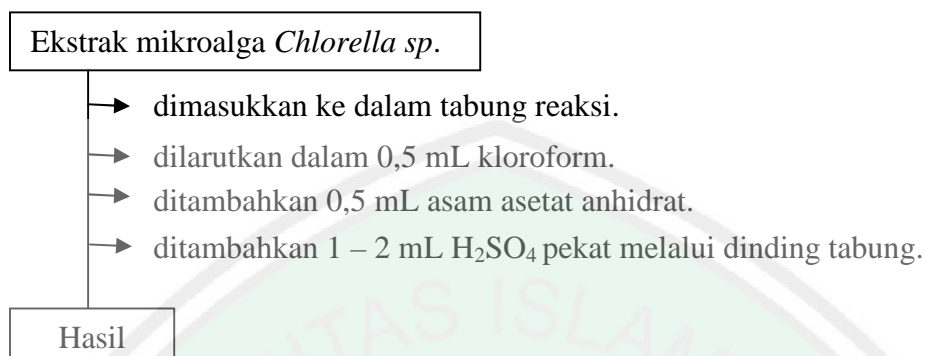 Ekstrak mikroalga Chlorella sp.
dimasukkan ke dalam tabung reaksi.
dilarutkan dalam 0,5 mL kloroform.
ditambahkan 0,5 mL asam asetat anhidrat.
ditambahkan 1 – 2 mL H₂SO₄ pekat melalui dinding tabung.
Hasil